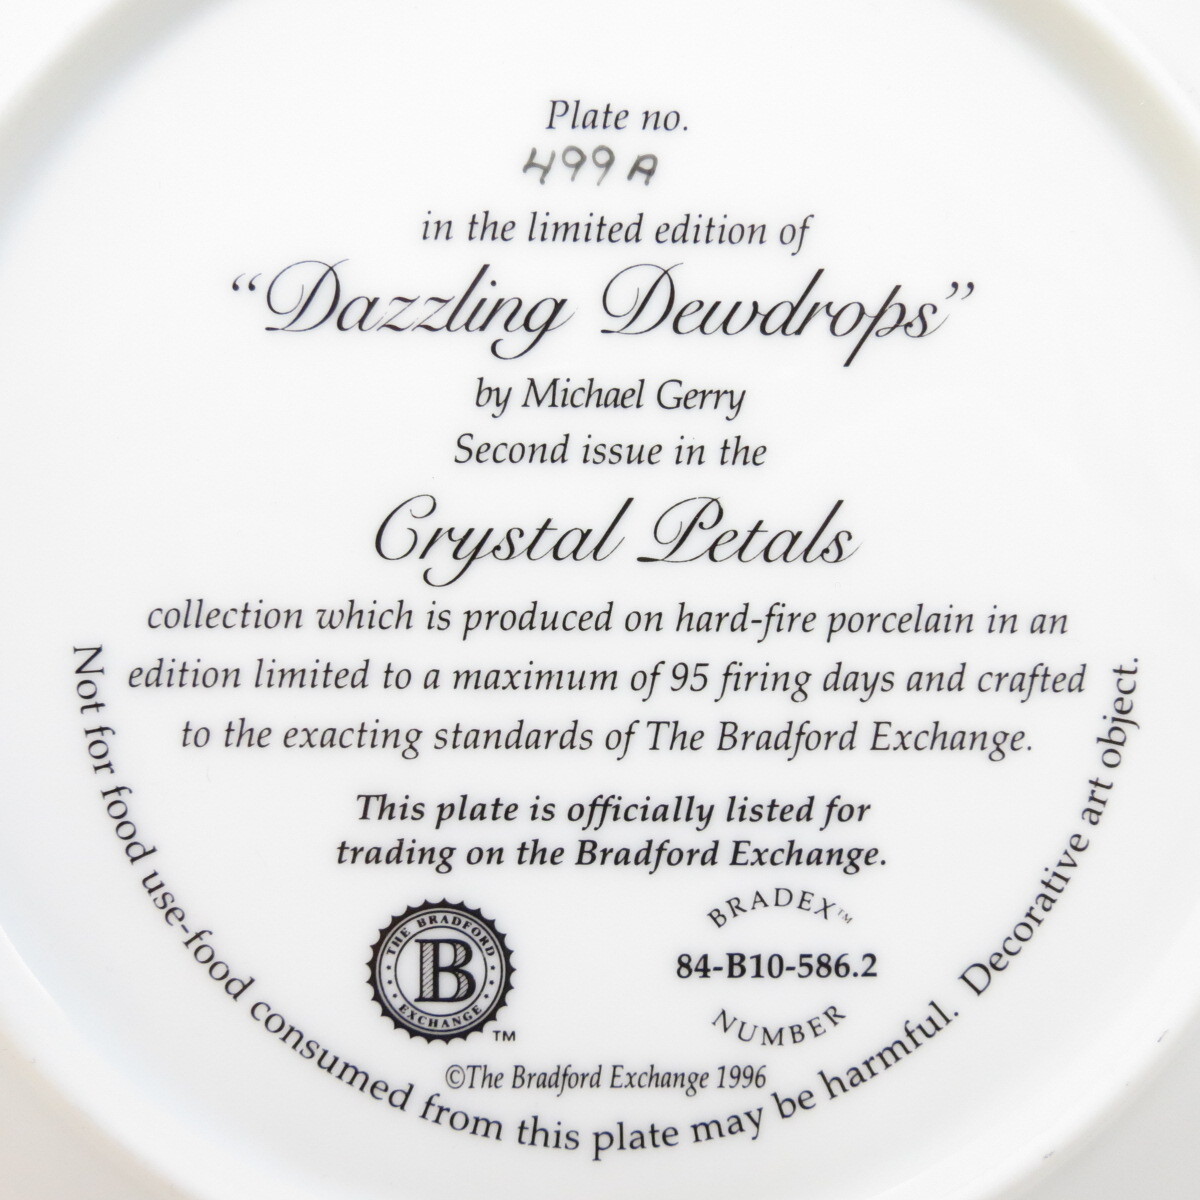 Plate no.
499A
in the limited edition of
“Dazzling Dewdrops”
by Michael Gerry
Second issue in the
Crystal Petals
collection which is produced on hard-fire porcelain in an
edition limited to a maximum of 95 firing days and crafted
to the exacting standards of The Bradford Exchange.
This plate is officially listed for
trading on the Bradford Exchange.
THE BRADFORD
B
EXCHANGE
TM
BRADEX™
84-B10-586.2
NUMBER
©The Bradford Exchange 1996
Not for food use-food consumed from this plate may be harmful. Decorative art object.